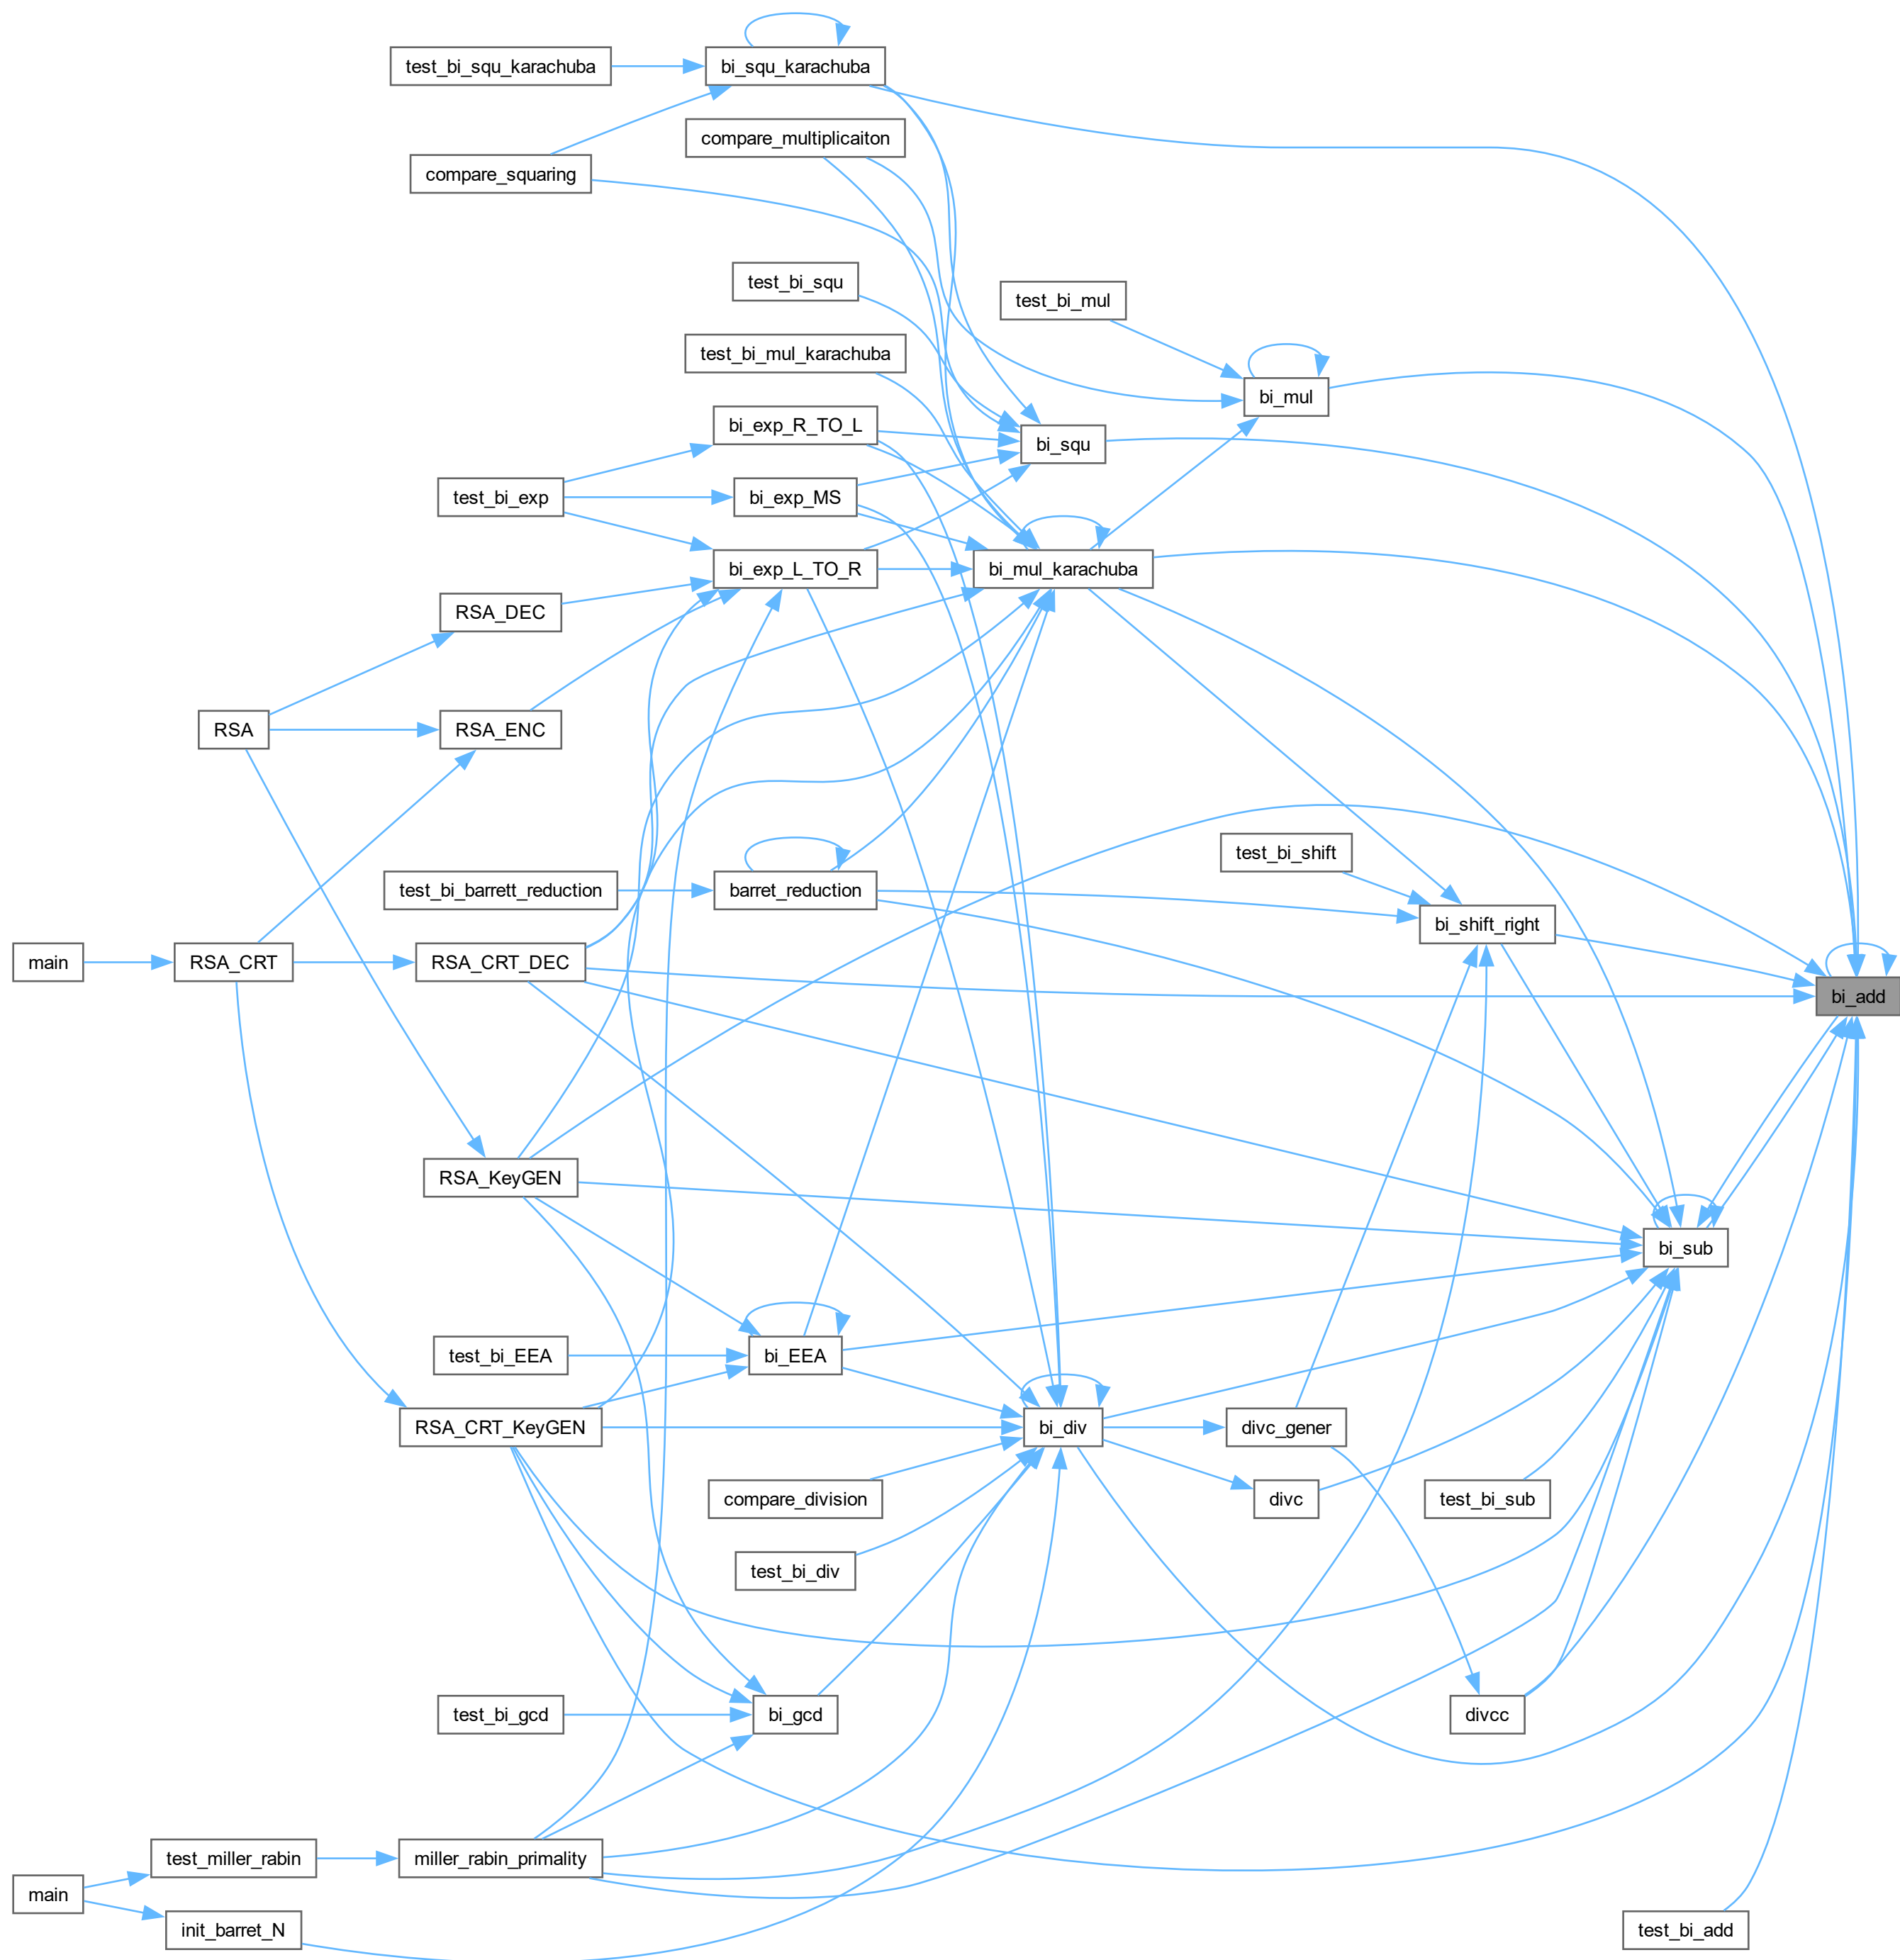 test_bi_squ_karachuba
bi_squ_karachuba
compare_multiplicaiton
compare_squaring
test_bi_squ
test_bi_mul
test_bi_mul_karachuba
bi_mul
bi_exp_R_TO_L
bi_squ
test_bi_exp
bi_exp_MS
bi_exp_L_TO_R
bi_mul_karachuba
RSA_DEC
RSA
RSA_ENC
test_bi_shift
test_bi_barrett_reduction
barret_reduction
bi_shift_right
main
RSA_CRT
RSA_CRT_DEC
bi_add
RSA_KeyGEN
bi_sub
test_bi_EEA
bi_EEA
RSA_CRT_KeyGEN
bi_div
divc_gener
compare_division
divc
test_bi_sub
test_bi_div
test_bi_gcd
bi_gcd
divcc
test_miller_rabin
miller_rabin_primality
main
init_barret_N
test_bi_add